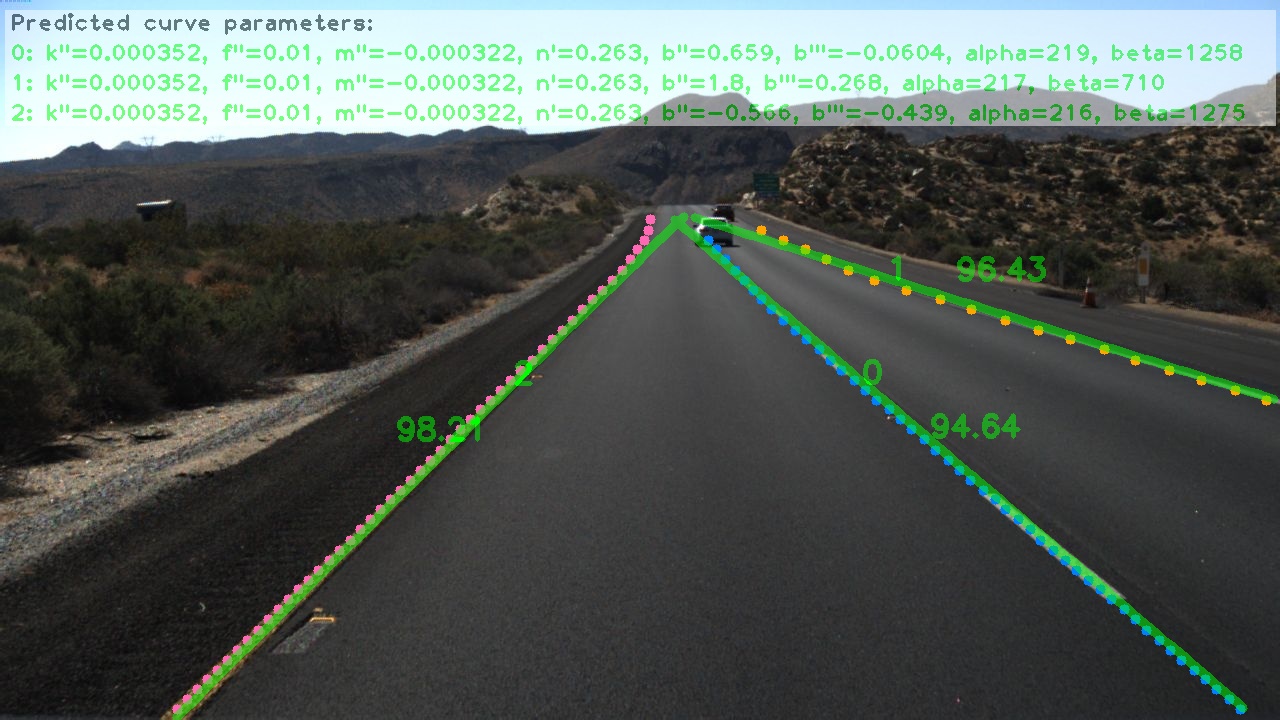 Predicted curve parameters:
0: k''=0.000352, f''=0.01, m''=-0.000322, n'=0.263, b''=0.659, b'''=-0.0604, alpha=219, beta=1258
1: k''=0.000352, f''=0.01, m''=-0.000322, n'=0.263, b''=1.8, b'''=0.268, alpha=217, beta=710
2: k''=0.000352, f''=0.01, m''=-0.000322, n'=0.263, b''=-0.566, b'''=-0.439, alpha=216, beta=1275
1 96.43
2 0
98.21 94.64